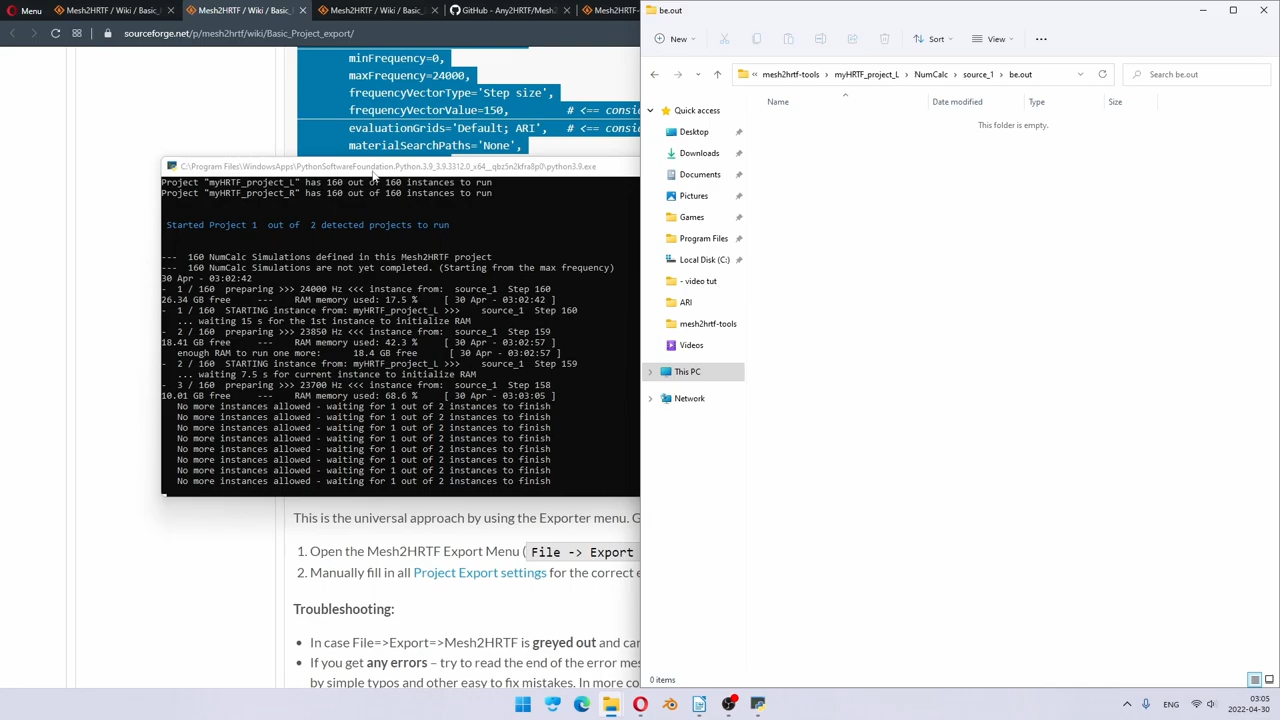 Menu
Mesh2HRTF / Wiki / Basic_
Mesh2HRTF / Wiki / Basic_
Mesh2HRTF / Wiki / Basic_P
GitHub - Any2HRTF/Mesh2
Mesh2HRTF -
sourceforge.net/p/mesh2hrtf/wiki/Basic_Project_export/
minFrequency=0,
maxFrequency=24000,
frequencyVectorType='Step size',
frequencyVectorValue=150, # <== consi
evaluationGrids='Default; ARI', # <== consi
materialSearchPaths='None',
C:\Program Files\WindowsApps\PythonSoftwareFoundation.Python.3.9_3.9.3312.0_x64__qbz5n2kfra8p0\python3.9.exe
Project "myHRTF_project_L" has 160 out of 160 instances to run
Project "myHRTF_project_R" has 160 out of 160 instances to run
Started Project 1 out of 2 detected projects to run
--- 160 NumCalc Simulations defined in this Mesh2HRTF project
--- 160 NumCalc Simulations are not yet completed. (Starting from the max frequency)
30 Apr - 03:02:42
- 1 / 160 preparing >>> 24000 Hz <<< instance from: source_1 Step 160
26.34 GB free --- RAM memory used: 17.5 % [ 30 Apr - 03:02:42 ]
- 1 / 160 STARTING instance from: myHRTF_project_L >>> source_1 Step 160
... waiting 15 s for the 1st instance to initialize RAM
- 2 / 160 preparing >>> 23850 Hz <<< instance from: source_1 Step 159
18.41 GB free --- RAM memory used: 42.3 % [ 30 Apr - 03:02:57 ]
enough RAM to run one more: 18.4 GB free [ 30 Apr - 03:02:57 ]
- 2 / 160 STARTING instance from: myHRTF_project_L >>> source_1 Step 159
... waiting 7.5 s for current instance to initialize RAM
- 3 / 160 preparing >>> 23700 Hz <<< instance from: source_1 Step 158
10.01 GB free --- RAM memory used: 68.6 % [ 30 Apr - 03:03:05 ]
No more instances allowed - waiting for 1 out of 2 instances to finish
No more instances allowed - waiting for 1 out of 2 instances to finish
No more instances allowed - waiting for 1 out of 2 instances to finish
No more instances allowed - waiting for 1 out of 2 instances to finish
No more instances allowed - waiting for 1 out of 2 instances to finish
No more instances allowed - waiting for 1 out of 2 instances to finish
No more instances allowed - waiting for 1 out of 2 instances to finish
No more instances allowed - waiting for 1 out of 2 instances to finish
This is the universal approach by using the Exporter menu. G
1. Open the Mesh2HRTF Export Menu ( File -> Export
2. Manually fill in all Project Export settings for the correct e
Troubleshooting:
• In case File=>Export=>Mesh2HRTF is greyed out and can
• If you get any errors – try to read the end of the error mes
by simple typos and other easy to fix mistakes. In more co
be.out
New
Sort
View
« mesh2hrtf-tools > myHRTF_project_L > NumCalc > source_1 > be.out
Search be.out
Name Date modified Type Size
This folder is empty.
Quick access
Desktop
Downloads
Documents
Pictures
Games
Program Files
Local Disk (C:)
- video tut
ARI
mesh2hrtf-tools
Videos
This PC
Network
0 items
ENG
03:05
2022-04-30